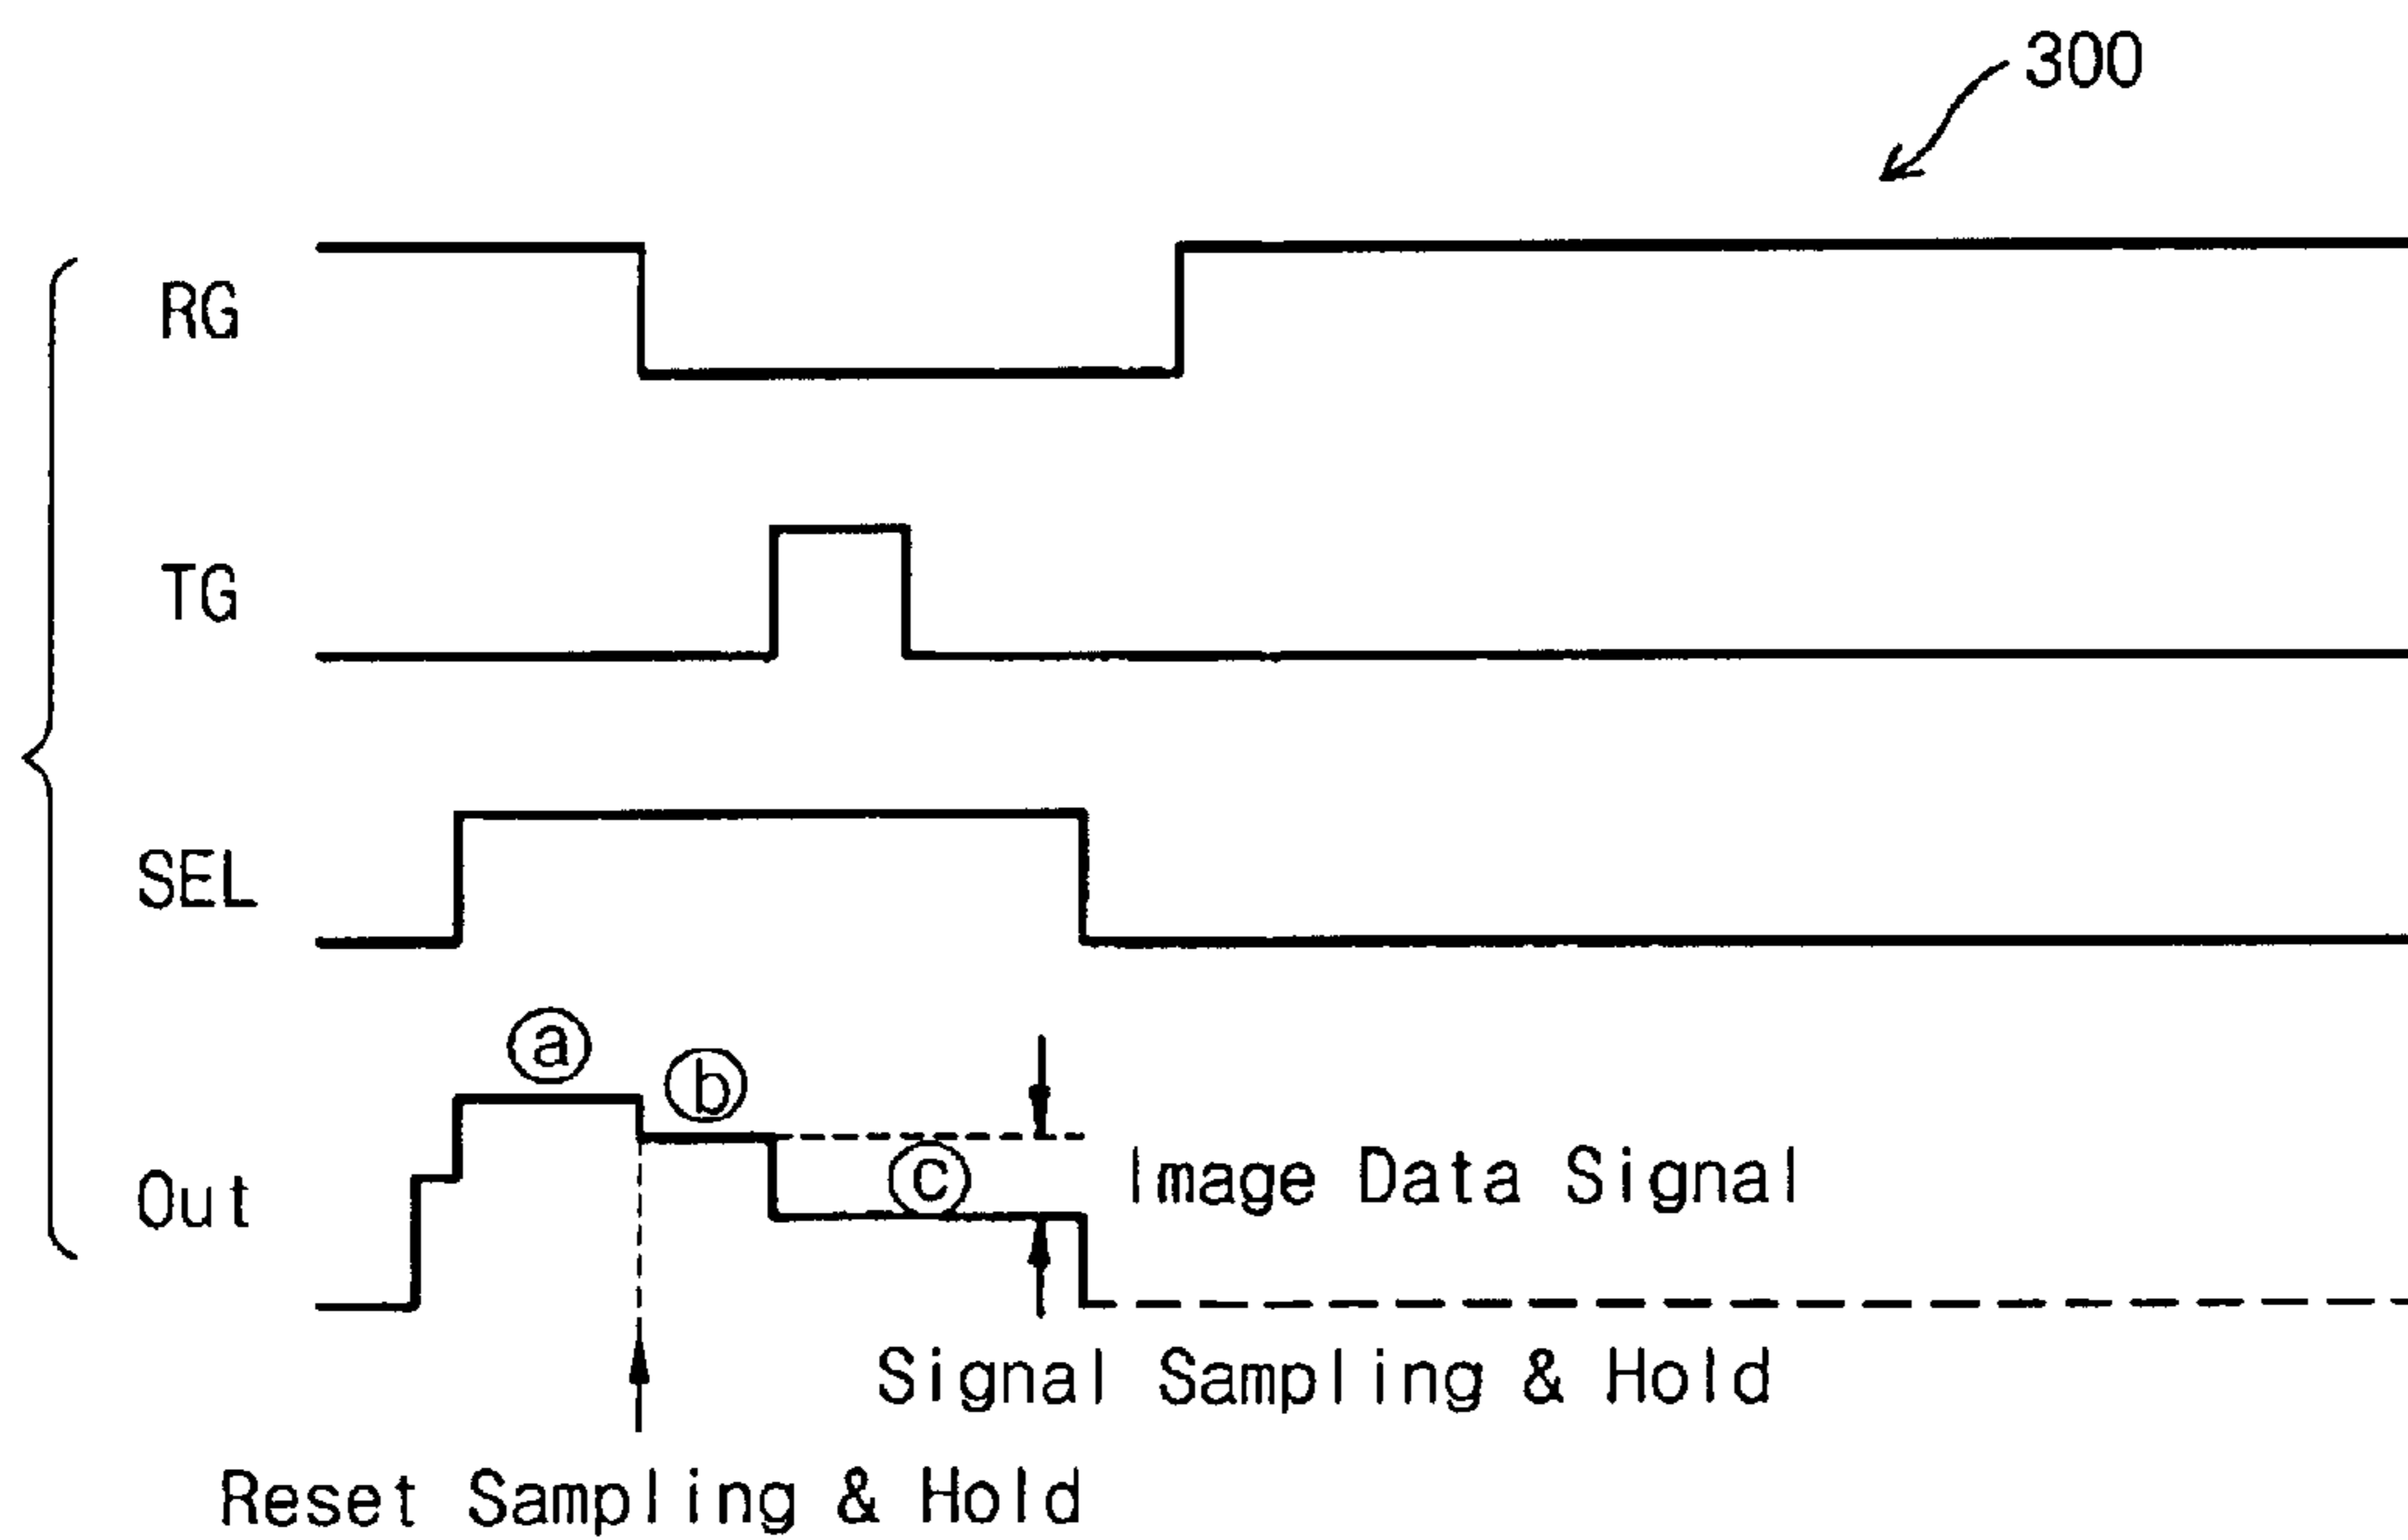 300
RG
TG
SEL
ⓐ
ⓑ
ⓒ
Out
Image Data Signal
Signal Sampling & Hold
Reset Sampling & Hold